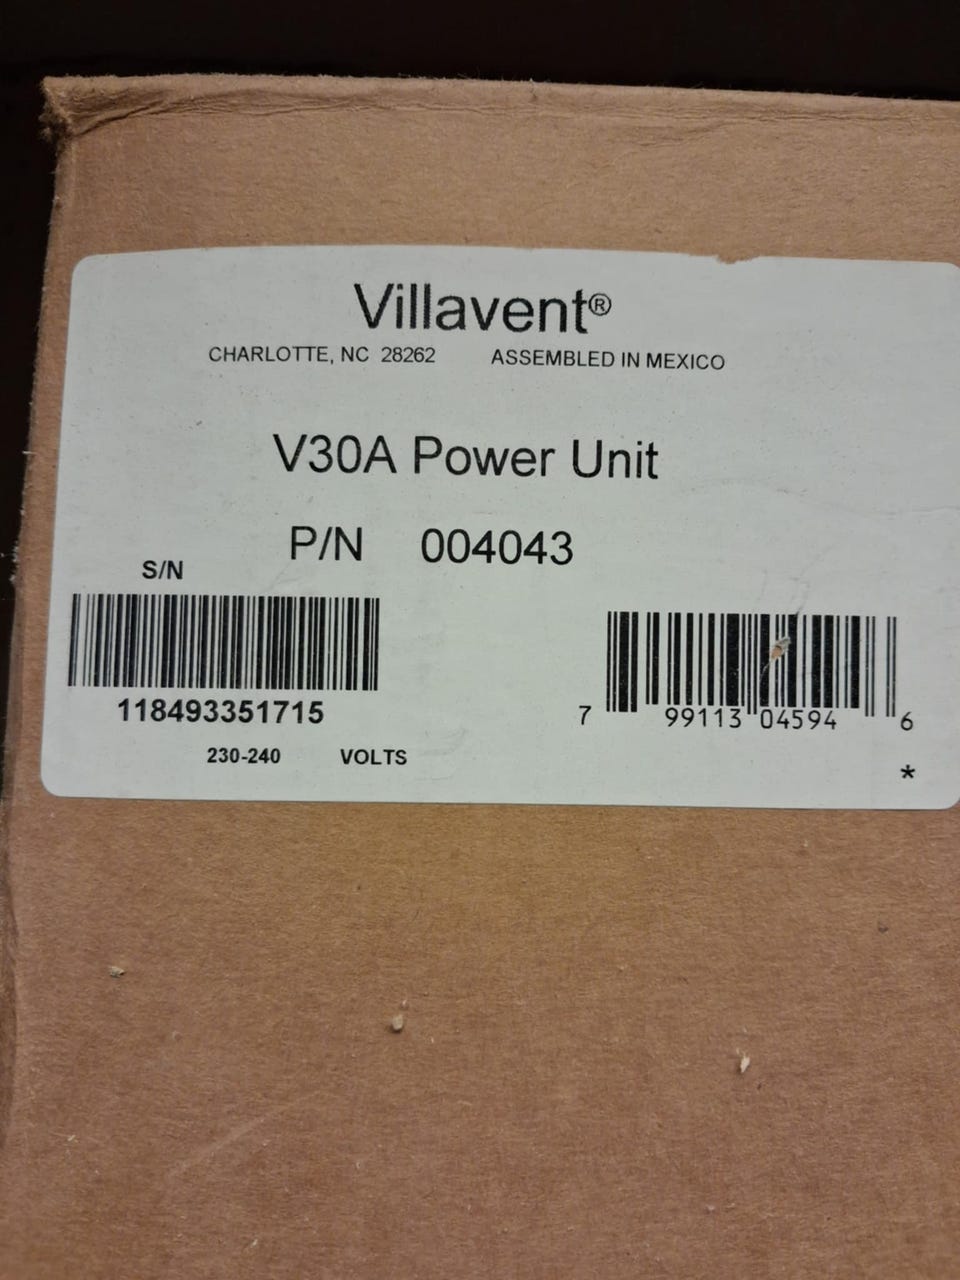 Villavent®
CHARLOTTE, NC 28262 ASSEMBLED IN MEXICO
V30A Power Unit
P/N 004043
S/N
118493351715
7 99113 04594 6
230-240 VOLTS
*